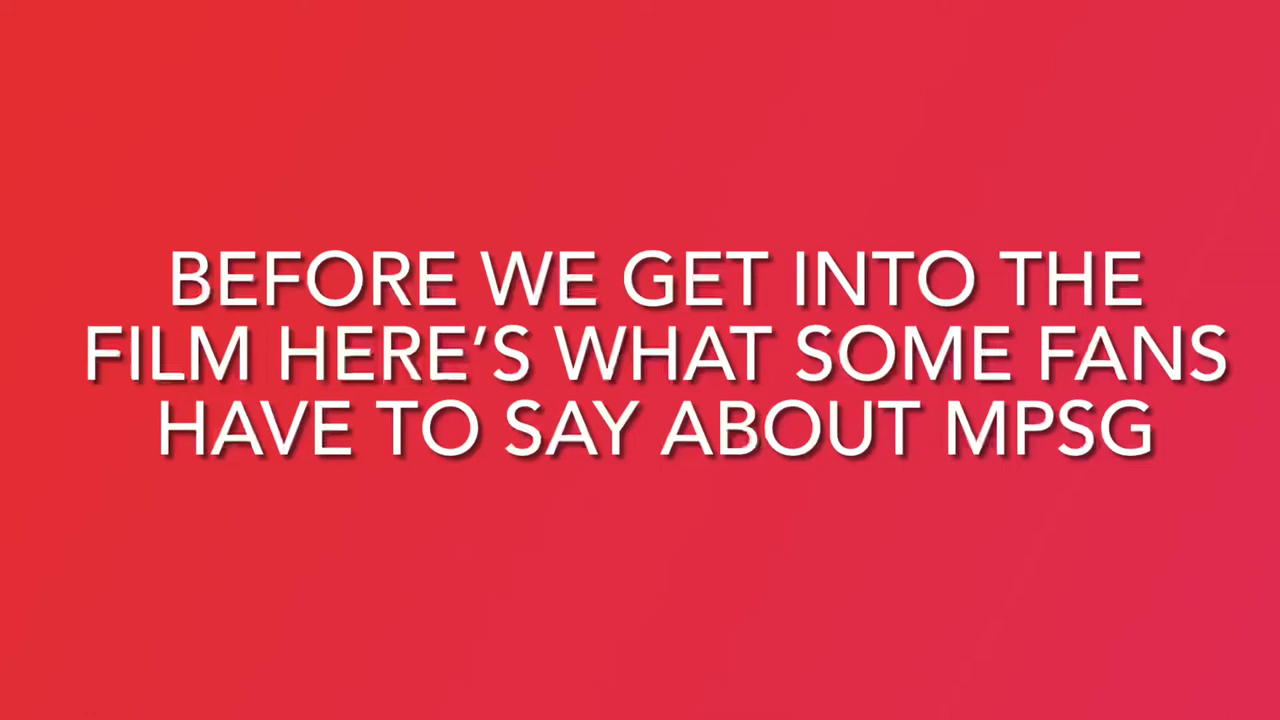 BEFORE WE GET INTO THE
FILM HERE’S WHAT SOME FANS
HAVE TO SAY ABOUT MPSG